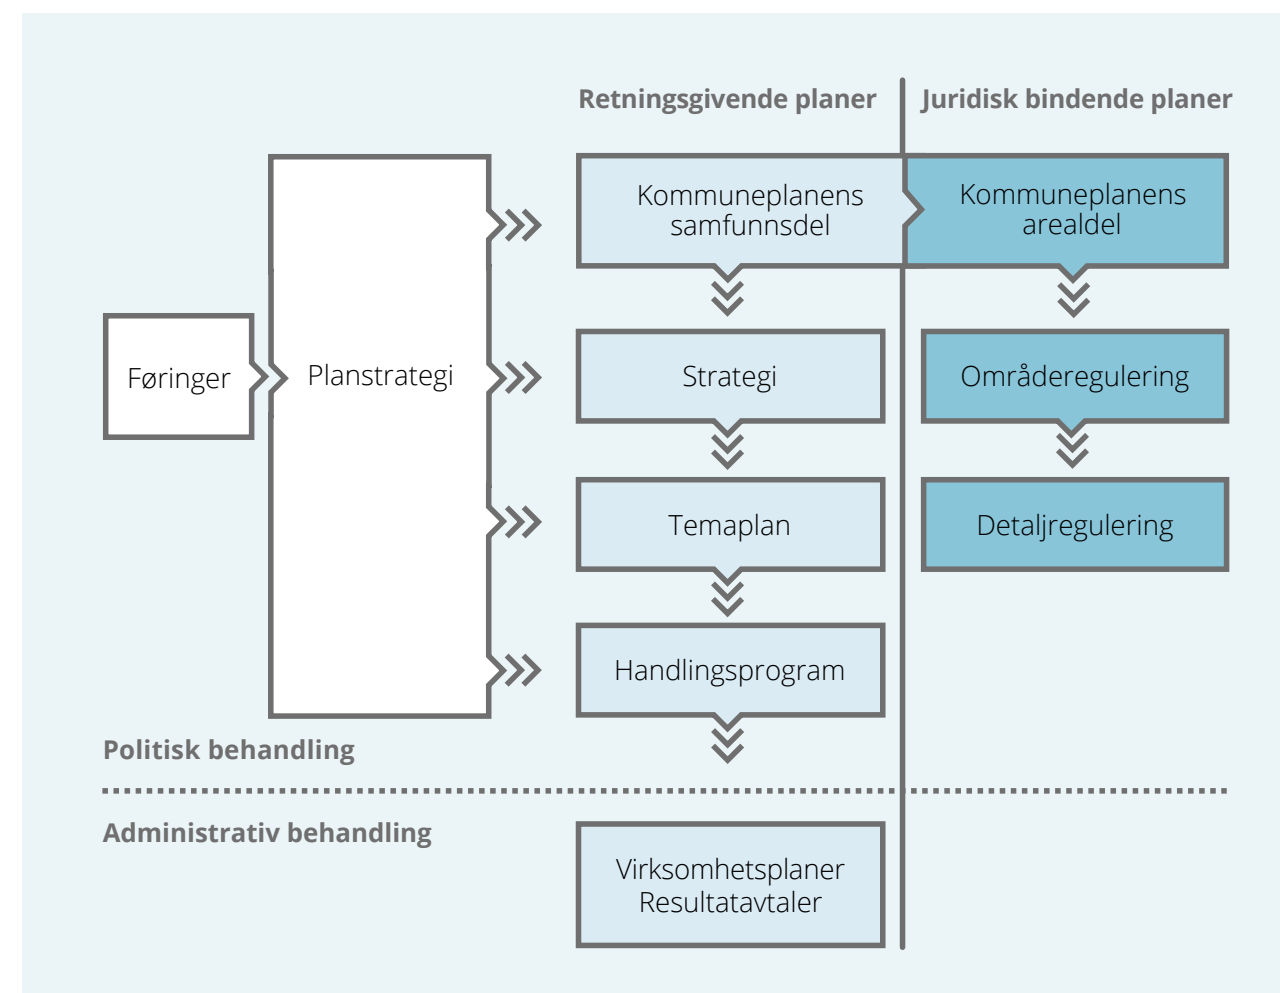 Retningsgivende planer
Juridisk bindende planer
Kommuneplanens
samfunnsdel
Kommuneplanens
arealdel
Føringer
Planstrategi
Strategi
Områderegulering
Temaplan
Detaljregulering
Handlingsprogram
Politisk behandling
Administrativ behandling
Virksomhetsplaner
Resultatavtaler